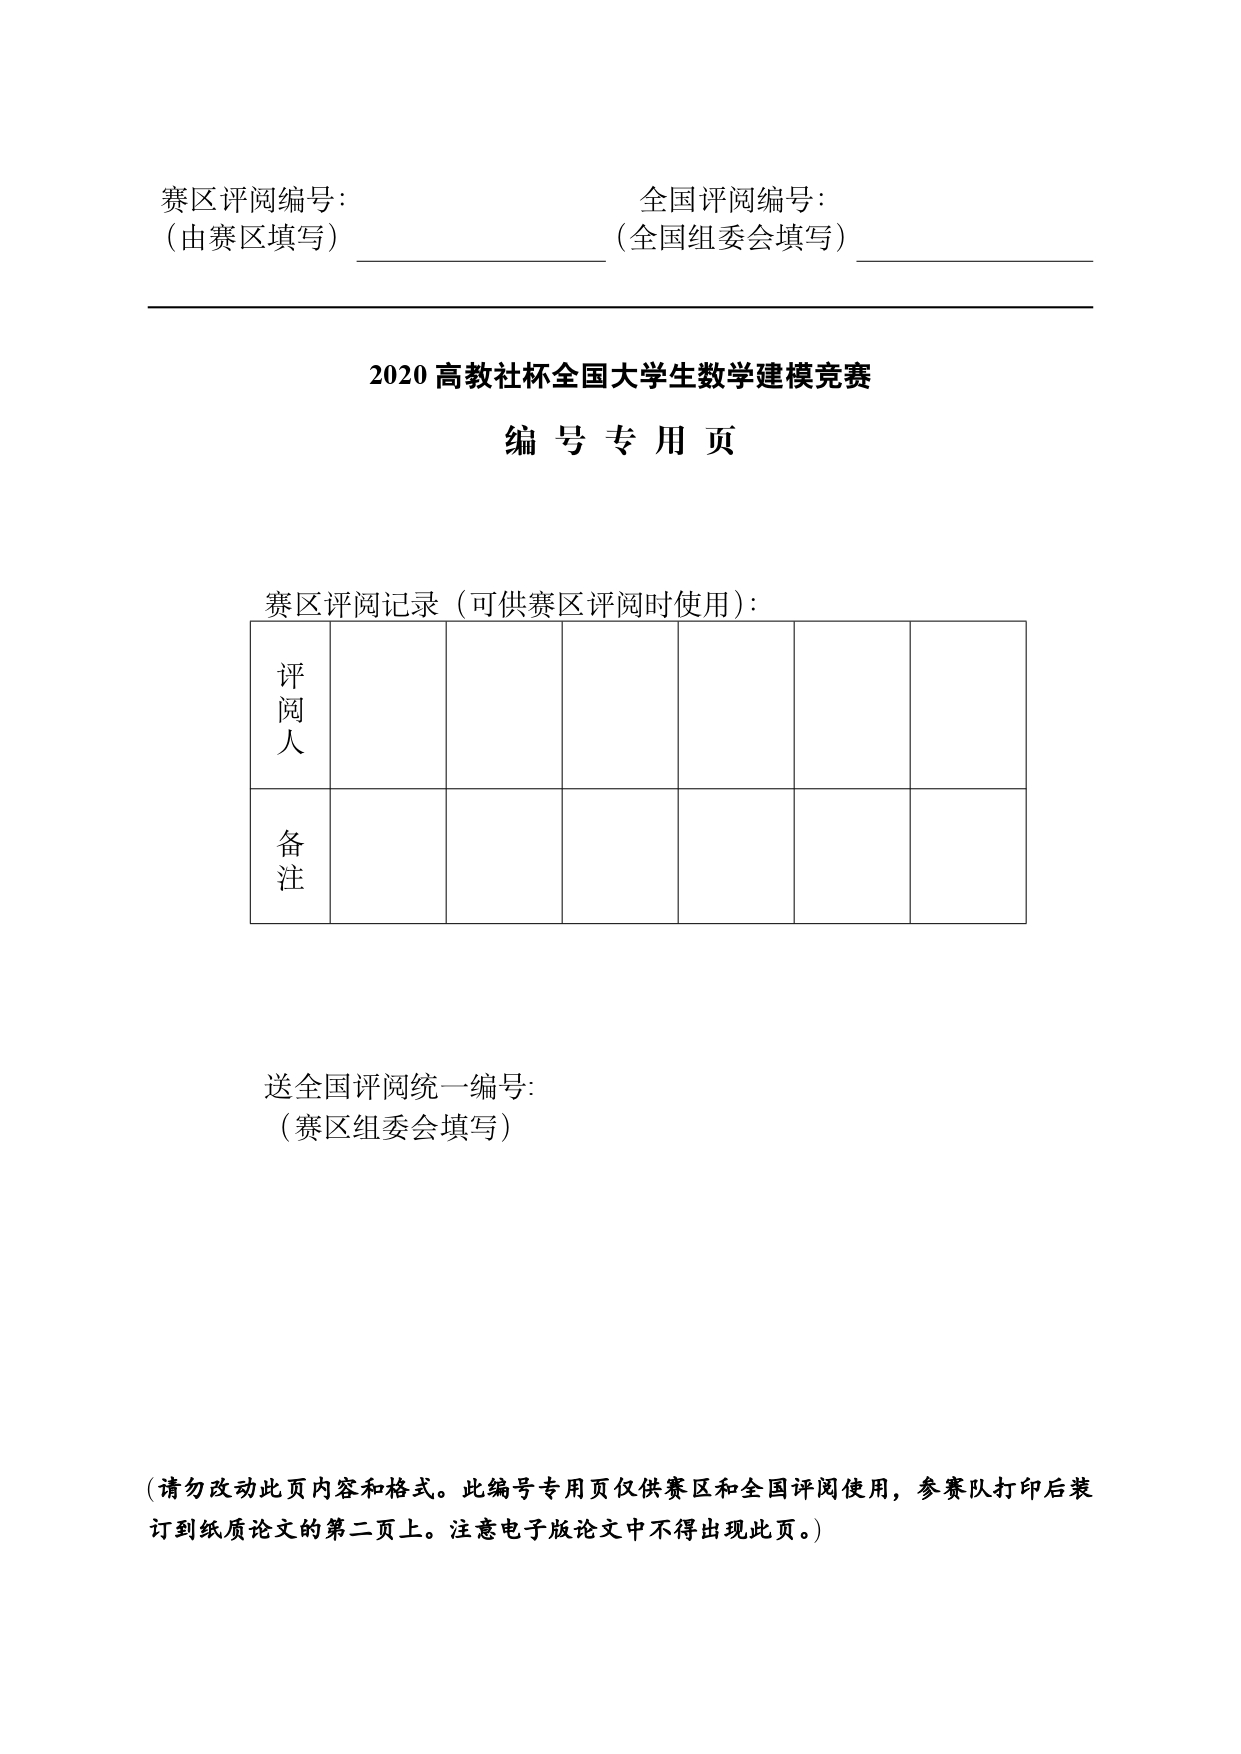 赛区评阅编号：
（由赛区填写）
全国评阅编号：
（全国组委会填写）
2020 高教社杯全国大学生数学建模竞赛
编 号 专 用 页
赛区评阅记录（可供赛区评阅时使用）：
评
阅
人
备
注
送全国评阅统一编号:
（赛区组委会填写）
（请勿改动此页内容和格式。此编号专用页仅供赛区和全国评阅使用，参赛队打印后装
订到纸质论文的第二页上。注意电子版论文中不得出现此页。）